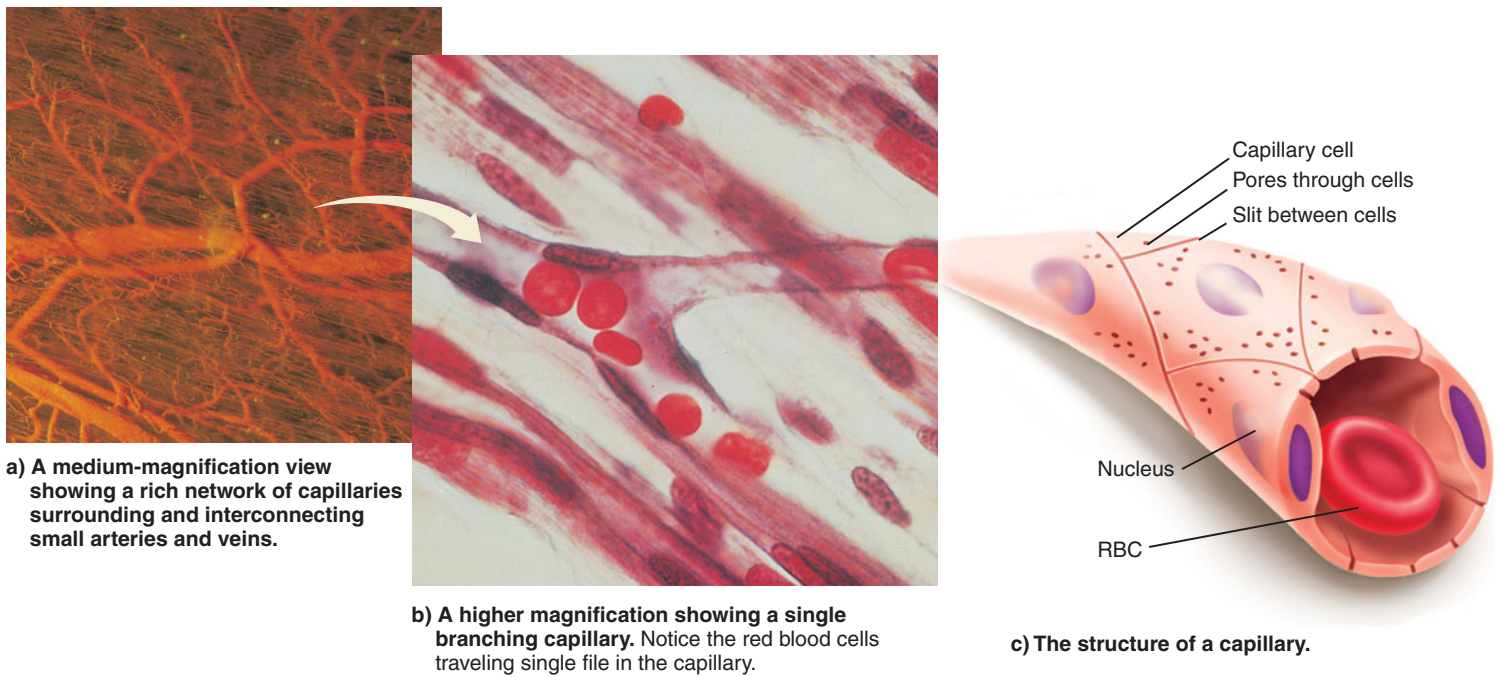 a) A medium-magnification view
showing a rich network of capillaries
surrounding and interconnecting
small arteries and veins.
b) A higher magnification showing a single
branching capillary. Notice the red blood cells
traveling single file in the capillary.
Capillary cell
Pores through cells
Slit between cells
Nucleus
RBC
c) The structure of a capillary.